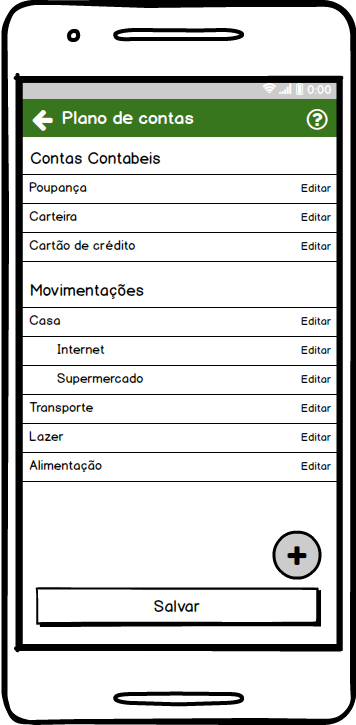 0:00
Plano de contas
Contas Contabeis
Poupança Editar
Carteira Editar
Cartão de crédito Editar
Movimentações
Casa Editar
Internet Editar
Supermercado Editar
Transporte Editar
Lazer Editar
Alimentação Editar
Salvar